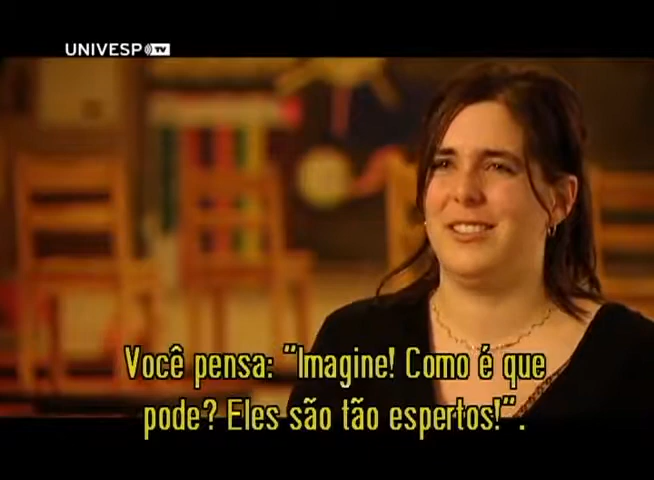 UNIVESP TV
Você pensa: "Imagine! Como é que
pode? Eles são tão espertos!".